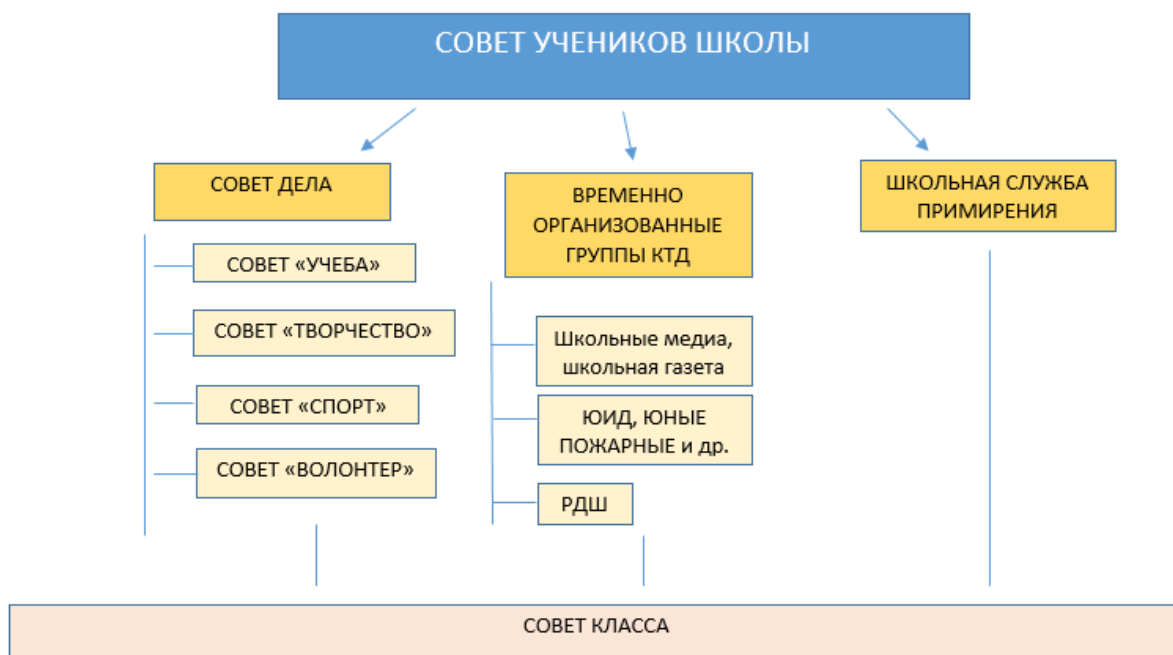 СОВЕТ УЧЕНИКОВ ШКОЛЫ
СОВЕТ ДЕЛА
СОВЕТ «УЧЕБА»
СОВЕТ «ТВОРЧЕСТВО»
СОВЕТ «СПОРТ»
СОВЕТ «ВОЛОНТЕР»
ВРЕМЕННО
ОРГАНИЗОВАННЫЕ
ГРУППЫ КТД
Школьные медиа,
школьная газета
ЮИД, ЮНЫЕ
ПОЖАРНЫЕ и др.
РДШ
ШКОЛЬНАЯ СЛУЖБА
ПРИМИРЕНИЯ
СОВЕТ КЛАССА